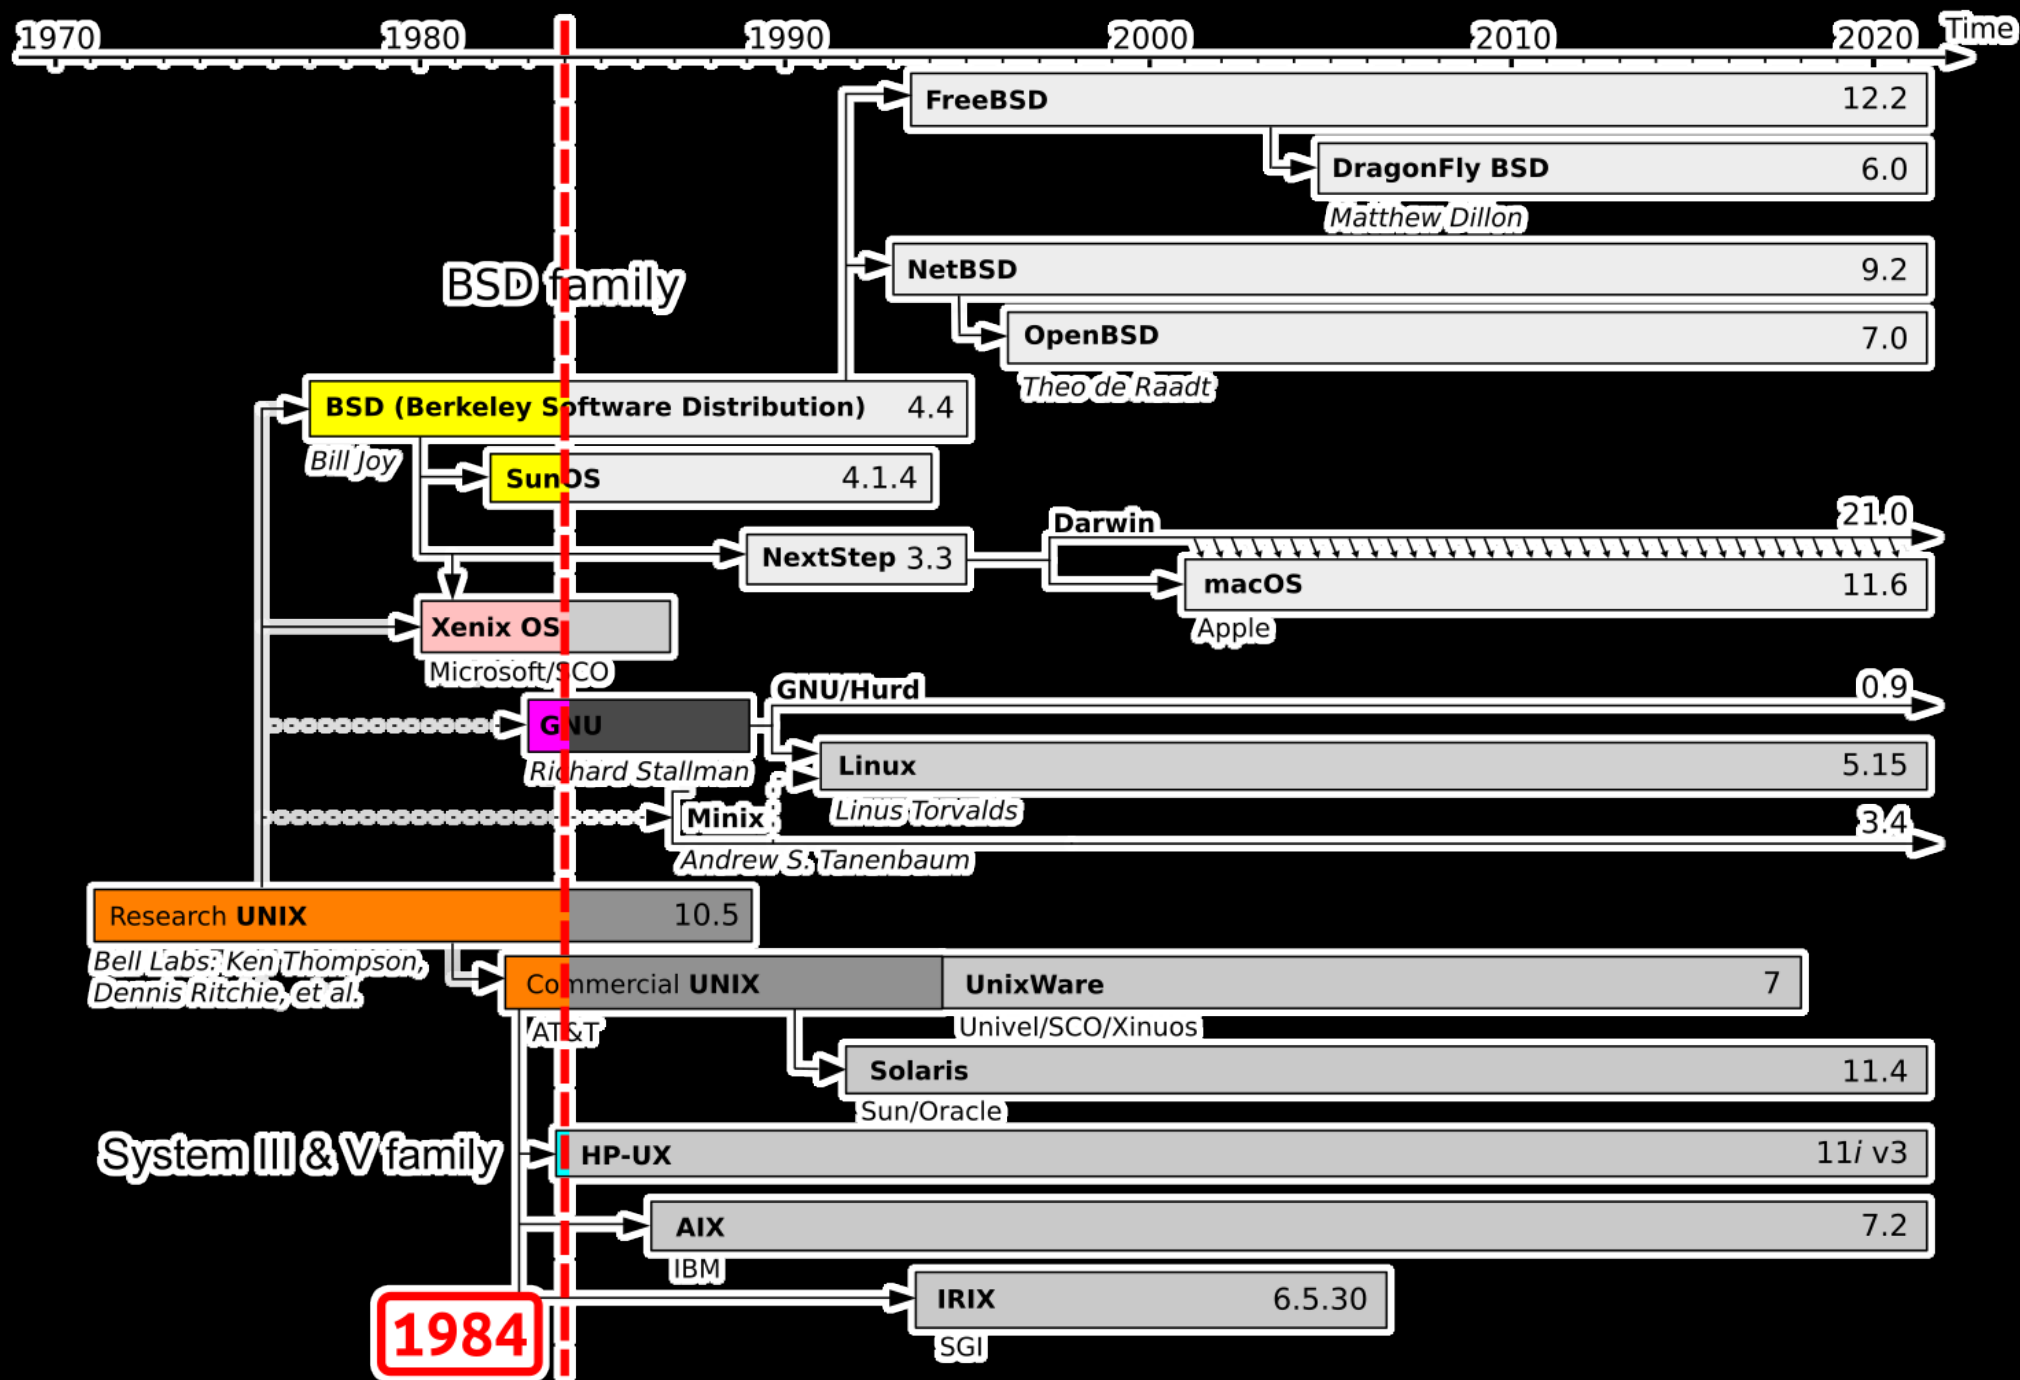 1970 1980 1990 2000 2010 2020 Time
FreeBSD 12.2
DragonFly BSD 6.0
Matthew Dillon
BSD family
NetBSD 9.2
OpenBSD 7.0
Theo de Raadt
BSD (Berkeley Software Distribution) 4.4
Bill Joy
SunOS 4.1.4
Darwin 21.0
NextStep 3.3
macOS 11.6
Apple
Xenix OS
Microsoft/SCO
GNU/Hurd 0.9
GNU
Richard Stallman
Linux 5.15
Linus Torvalds
Minix 3.4
Andrew S. Tanenbaum
Research UNIX 10.5
Bell Labs: Ken Thompson,
Dennis Ritchie, et al.
Commercial UNIX UnixWare 7
AT&T
Univel/SCO/Xinuos
Solaris 11.4
Sun/Oracle
System III & V family
HP-UX 11i v3
AIX 7.2
IBM
IRIX 6.5.30
SGI
1984